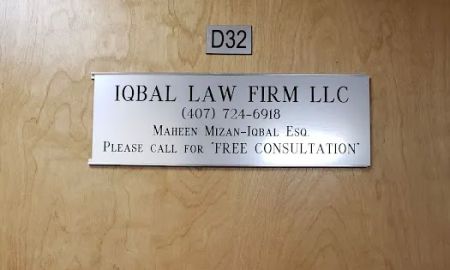 D32
IQBAL LAW FIRM LLC
(407) 724-6918
MAHEEN MIZAN-IQBAL ESQ.
PLEASE CALL FOR "FREE CONSULTATION"